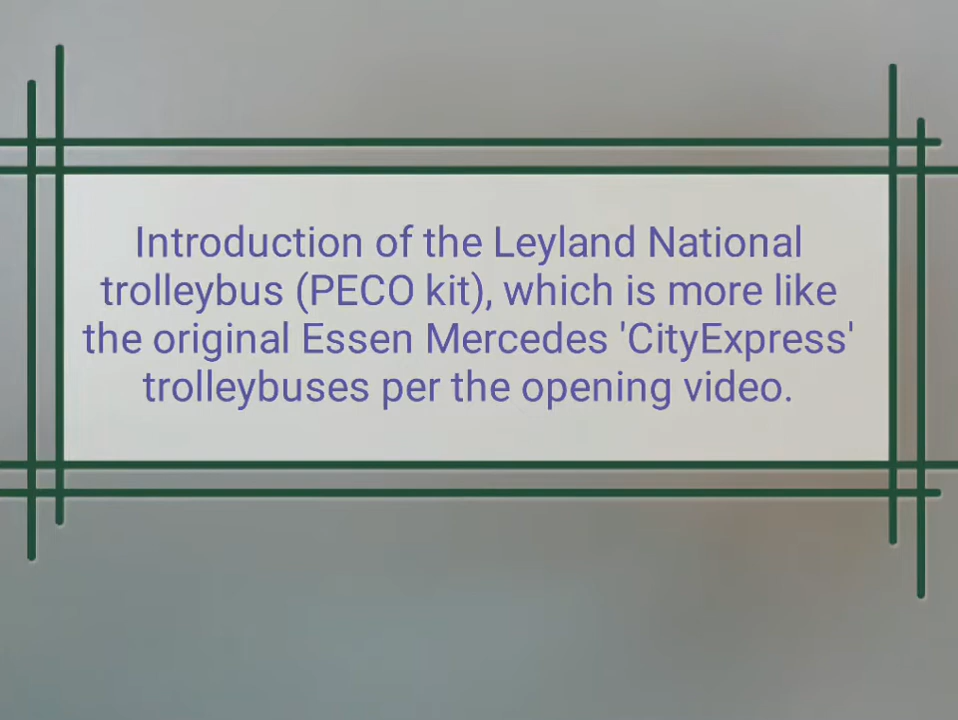 Introduction of the Leyland National
trolleybus (PECO kit), which is more like
the original Essen Mercedes 'CityExpress'
trolleybuses per the opening video.